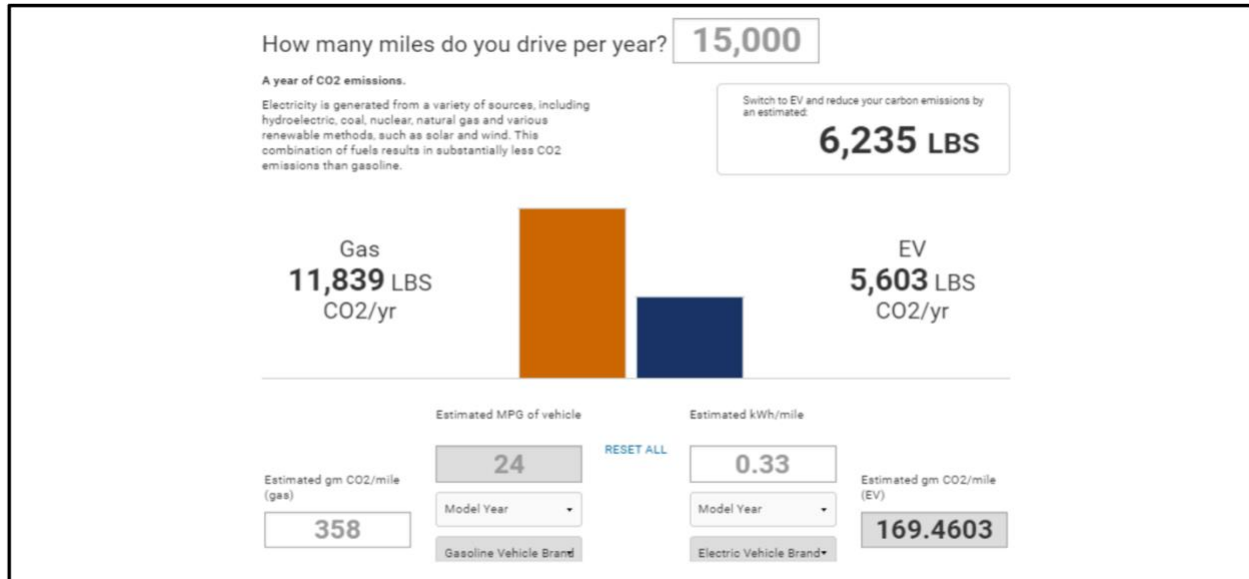 How many miles do you drive per year? 15,000
A year of CO2 emissions.
Electricity is generated from a variety of sources, including
hydroelectric, coal, nuclear, natural gas and various
renewable methods, such as solar and wind. This
combination of fuels results in substantially less CO2
emissions than gasoline.
Switch to EV and reduce your carbon emissions by
an estimated:
6,235 LBS
Gas
11,839 LBS
CO2/yr
EV
5,603 LBS
CO2/yr
Estimated gm CO2/mile
(gas)
358
Estimated MPG of vehicle
24
Model Year
Gasoline Vehicle Brand
RESET ALL
Estimated kWh/mile
0.33
Model Year
Electric Vehicle Brand
Estimated gm CO2/mile
(EV)
169.4603